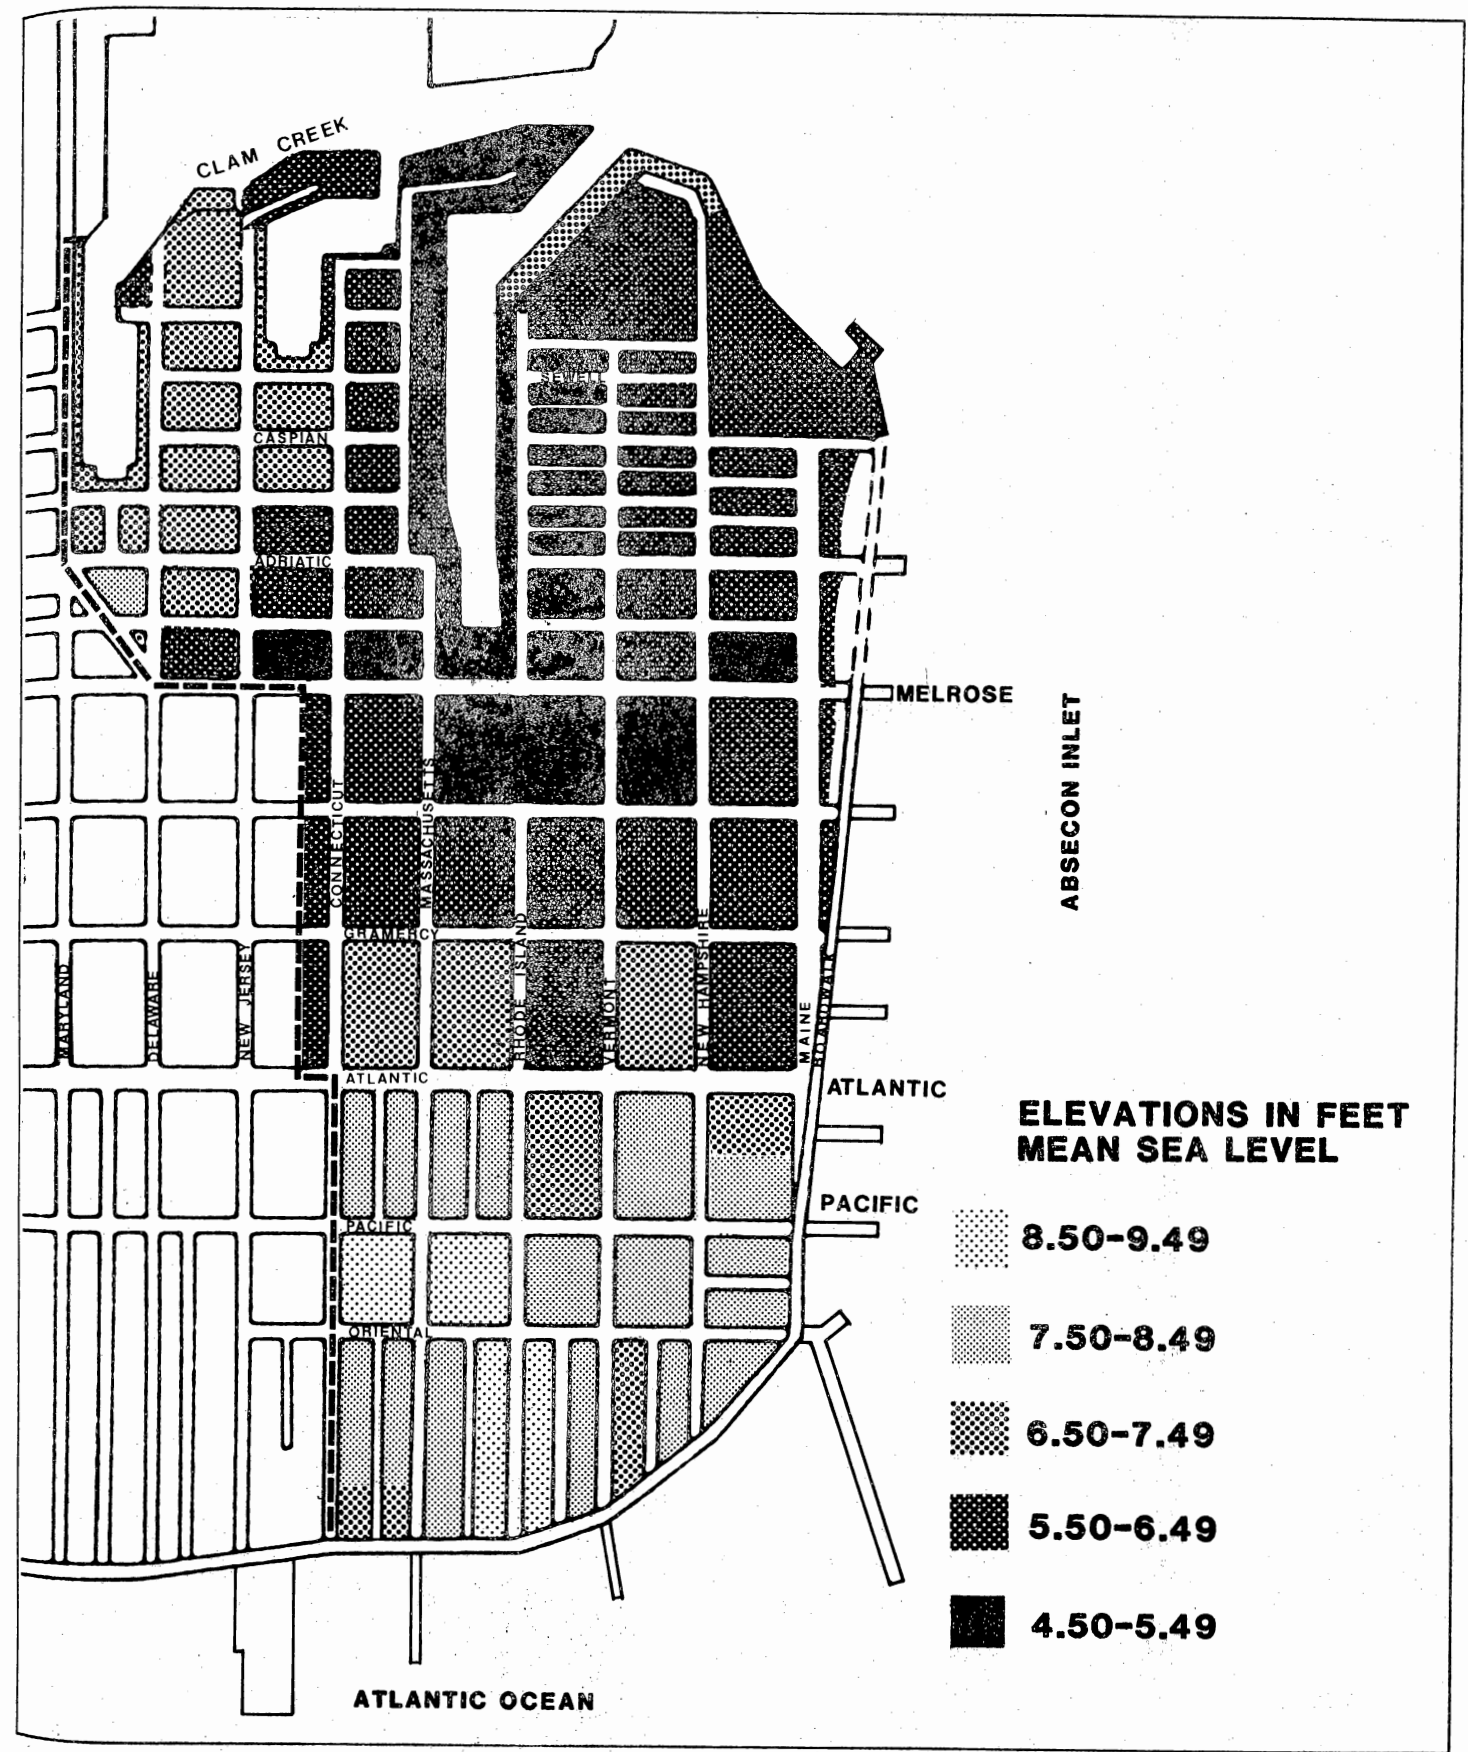 CLAM CREEK
SEWELL
CASPIAN
ADRIATIC
MELROSE
ABSECON INLET
CONNECTICUT
MASSACHUSETTS
GRAMERCY
MARYLAND
DELAWARE
NEW JERSEY
RHODE ISLAND
VERMONT
NEW HAMPSHIRE
MAINE
BOARDWALK
ATLANTIC
ATLANTIC
PACIFIC
PACIFIC
ORIENTAL
ELEVATIONS IN FEET
MEAN SEA LEVEL
8.50-9.49
7.50-8.49
6.50-7.49
5.50-6.49
4.50-5.49
ATLANTIC OCEAN